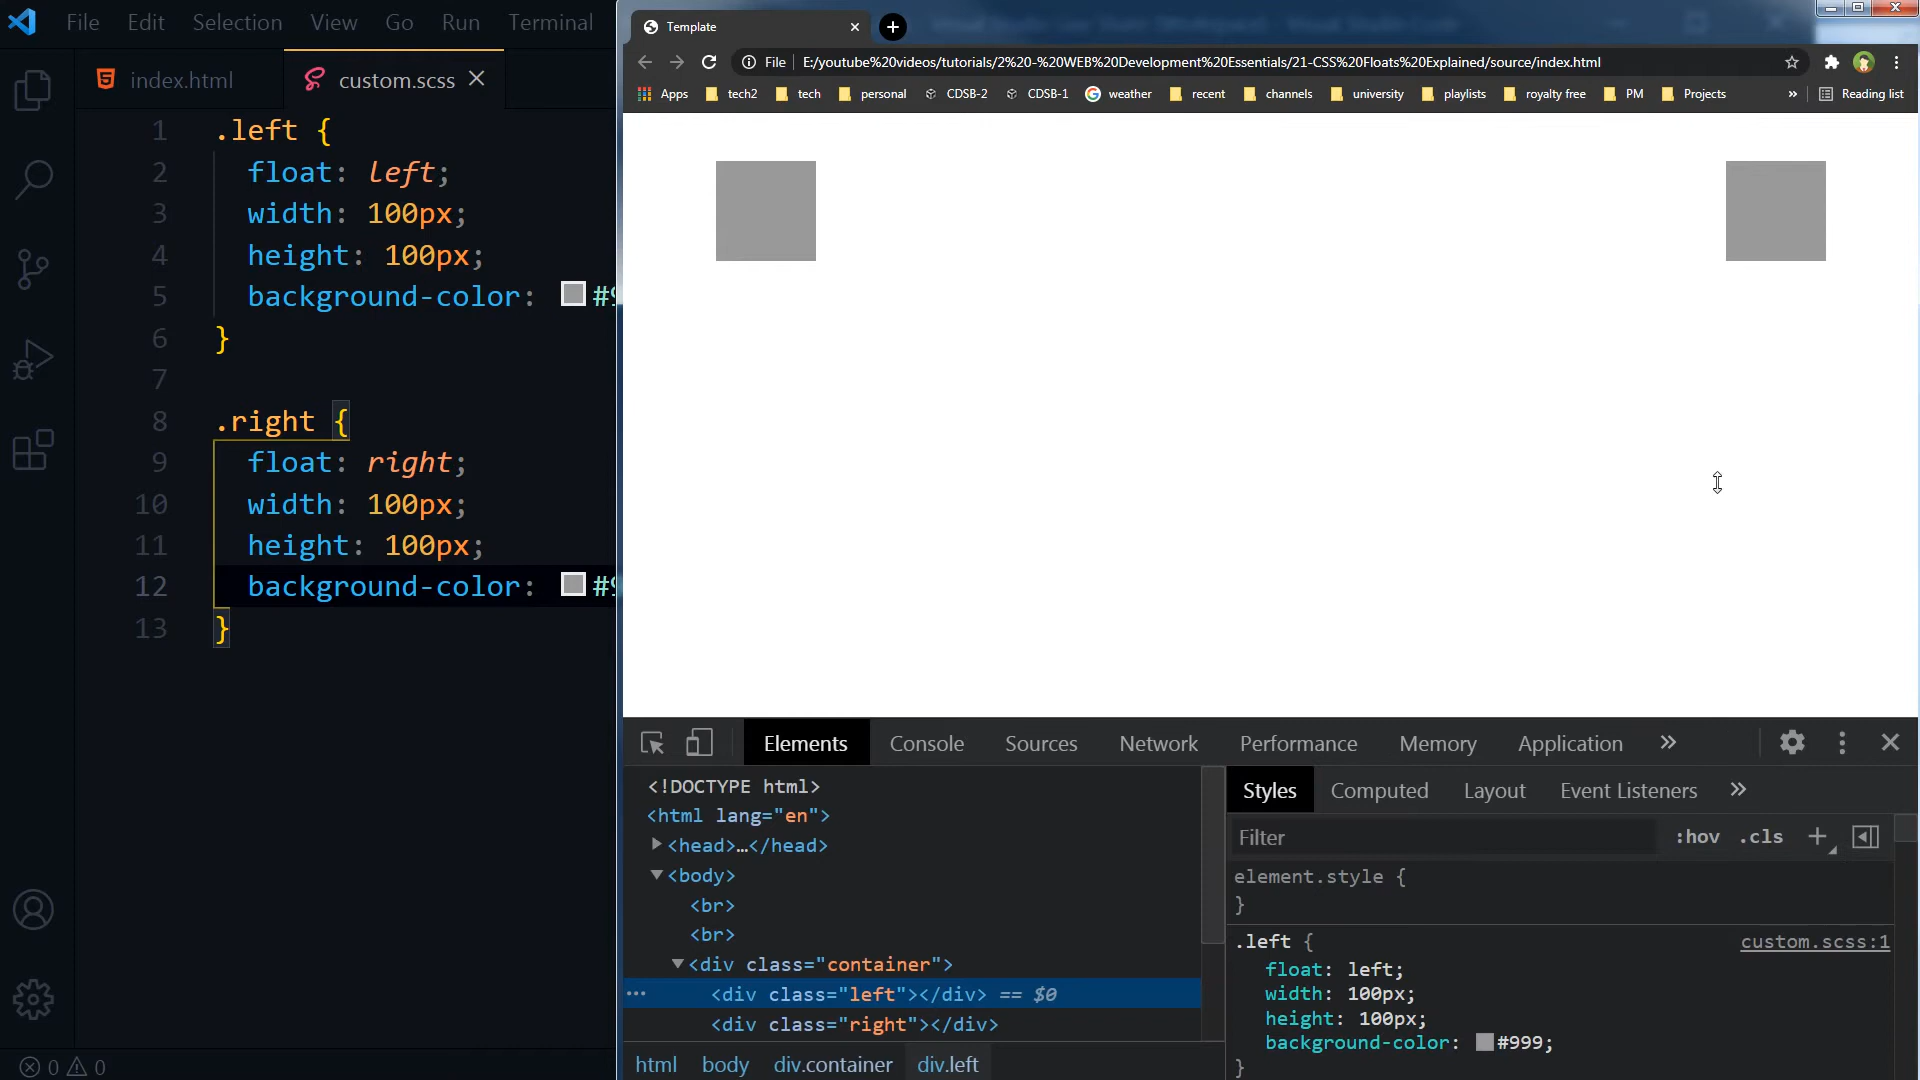 File Edit Selection View Go Run Terminal
index.html custom.scss
1 .left {
2 float: left;
3 width: 100px;
4 height: 100px;
5 background-color: #9
6 }
7
8 .right {
9 float: right;
10 width: 100px;
11 height: 100px;
12 background-color: #9
13 }
0 0
Template
File E:/youtube%20videos/tutorials/2%20-%20WEB%20Development%20Essentials/21-CSS%20Floats%20Explained/source/index.html
Apps tech2 tech personal CDSB-2 CDSB-1 weather recent channels university playlists royalty free PM Projects » Reading list
Elements Console Sources Network Performance Memory Application »
<!DOCTYPE html>
<html lang="en">
<head>…</head>
<body>
<br>
<br>
<div class="container">
<div class="left"></div> == $0
<div class="right"></div>
html body div.container div.left
Styles Computed Layout Event Listeners »
Filter :hov .cls +
element.style {
}
.left { custom.scss:1
float: left;
width: 100px;
height: 100px;
background-color: #999;
}